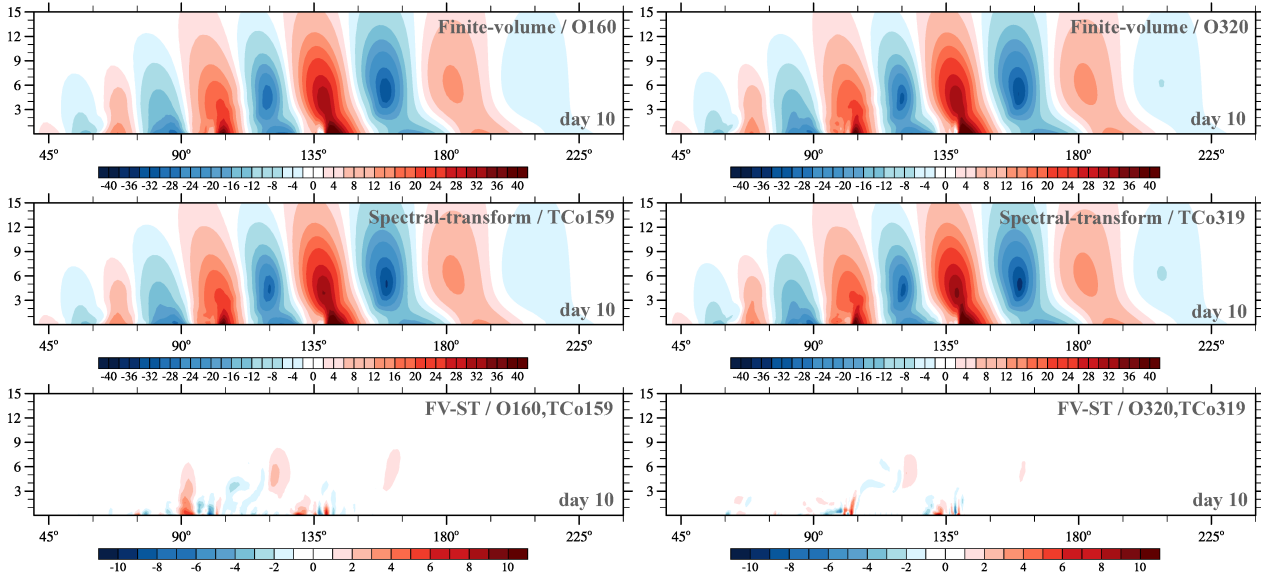 15 12 9 6 3
Finite-volume / O160
day 10
45° 90° 135° 180° 225°
-40 -36 -32 -28 -24 -20 -16 -12 -8 -4 0 4 8 12 16 20 24 28 32 36 40
15 12 9 6 3
Finite-volume / O320
day 10
45° 90° 135° 180° 225°
-40 -36 -32 -28 -24 -20 -16 -12 -8 -4 0 4 8 12 16 20 24 28 32 36 40
15 12 9 6 3
Spectral-transform / TCo159
day 10
45° 90° 135° 180° 225°
-40 -36 -32 -28 -24 -20 -16 -12 -8 -4 0 4 8 12 16 20 24 28 32 36 40
15 12 9 6 3
Spectral-transform / TCo319
day 10
45° 90° 135° 180° 225°
-40 -36 -32 -28 -24 -20 -16 -12 -8 -4 0 4 8 12 16 20 24 28 32 36 40
15 12 9 6 3
FV-ST / O160,TCo159
day 10
45° 90° 135° 180° 225°
-10 -8 -6 -4 -2 0 2 4 6 8 10
15 12 9 6 3
FV-ST / O320,TCo319
day 10
45° 90° 135° 180° 225°
-10 -8 -6 -4 -2 0 2 4 6 8 10